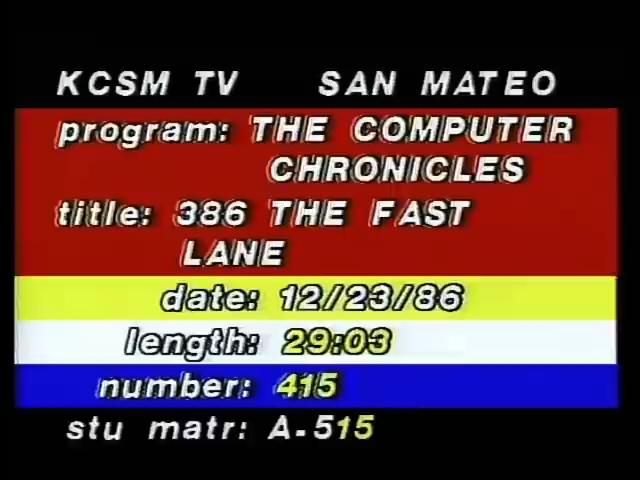 KCSM TV SAN MATEO
program: THE COMPUTER
CHRONICLES
title: 386 THE FAST
LANE
date: 12/23/86
length: 29:03
number: 415
stu matr: A-515